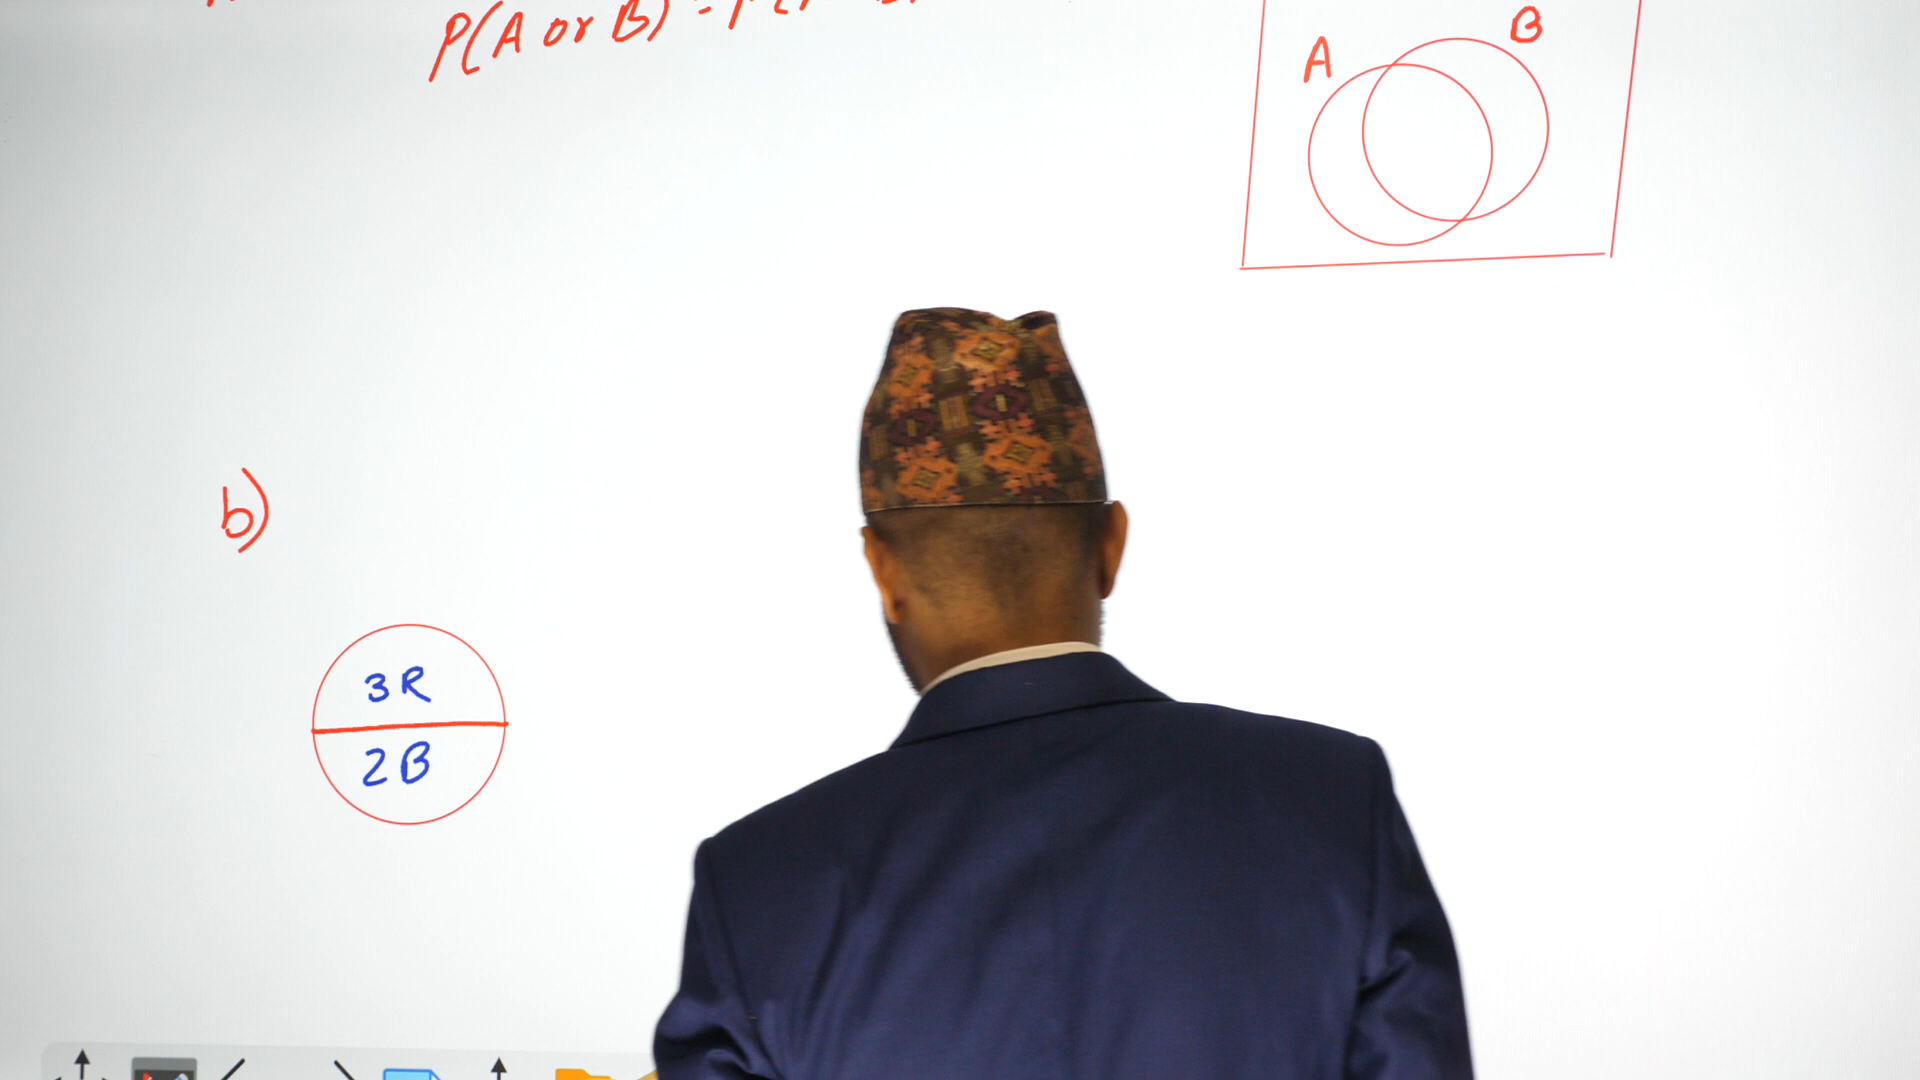 P(A or B) =
A
B
b)
3R
2B